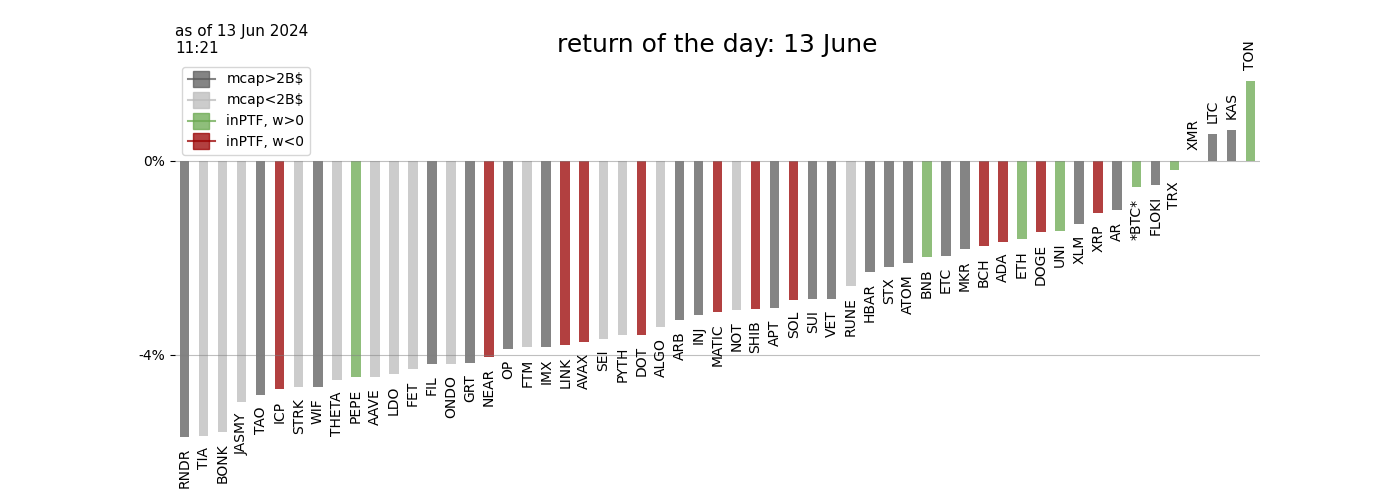 as of 13 Jun 2024
11:21
return of the day: 13 June
mcap>2B$
mcap<2B$
inPTF, w>0
inPTF, w<0
0%
-4%
RNDR
TIA
BONK
JASMY
TAO
ICP
STRK
WIF
THETA
PEPE
AAVE
LDO
FET
FIL
ONDO
GRT
NEAR
OP
FTM
IMX
LINK
AVAX
SEI
PYTH
DOT
ALGO
ARB
INJ
MATIC
NOT
SHIB
APT
SOL
SUI
VET
RUNE
HBAR
STX
ATOM
BNB
ETC
MKR
BCH
ADA
ETH
DOGE
UNI
XLM
XRP
AR
*BTC*
FLOKI
TRX
XMR
LTC
KAS
TON